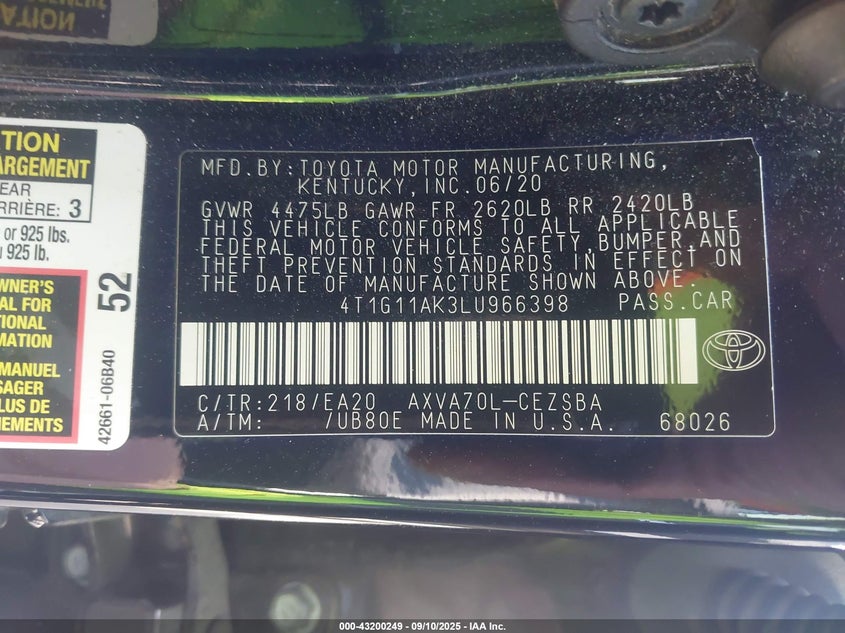 ATTION
TION
ARGEMENT
EAR
ARRIÈRE: 3
or 925 lbs.
u 925 lb.
WNER'S
AL FOR
TIONAL
MATION
MANUEL
SAGER
LUS DE
NEMENTS
52
42661-06B40
MFD.BY:TOYOTA MOTOR MANUFACTURING,
KENTUCKY,INC.06/20
GVWR 4475LB GAWR FR 2620LB RR 2420LB
THIS VEHICLE CONFORMS TO ALL APPLICABLE
FEDERAL MOTOR VEHICLE SAFETY,BUMPER,AND
THEFT PREVENTION STANDARDS IN EFFECT ON
THE DATE OF MANUFACTURE SHOWN ABOVE.
4T1G11AK3LU966398 PASS.CAR
C/TR:218/EA20 AXVA70L-CEZSBA
A/TM: /UB80E MADE IN U.S.A. 68026
000-43200249 - 09/10/2025 - IAA Inc.